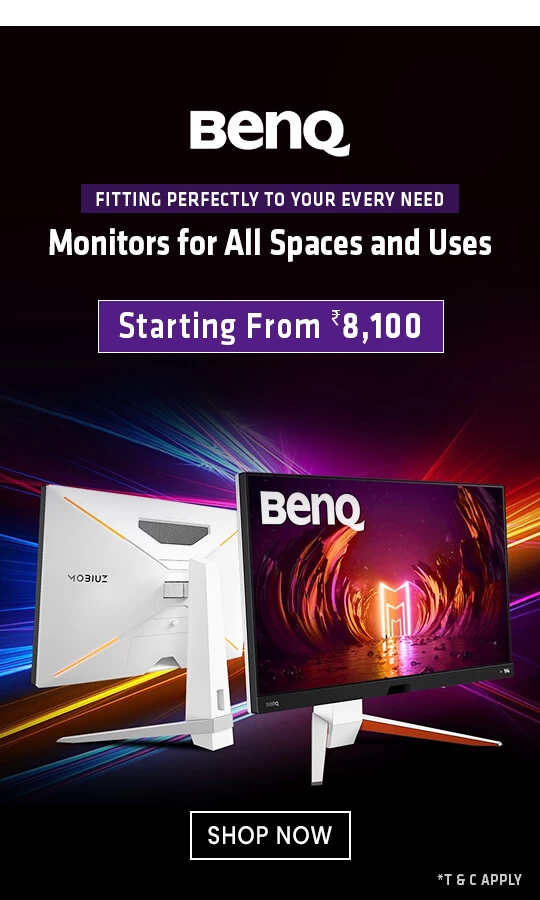 BenQ
FITTING PERFECTLY TO YOUR EVERY NEED
Monitors for All Spaces and Uses
Starting From ₹8,100
BenQ
MOBIUZ
BenQ
SHOP NOW
*T & C APPLY